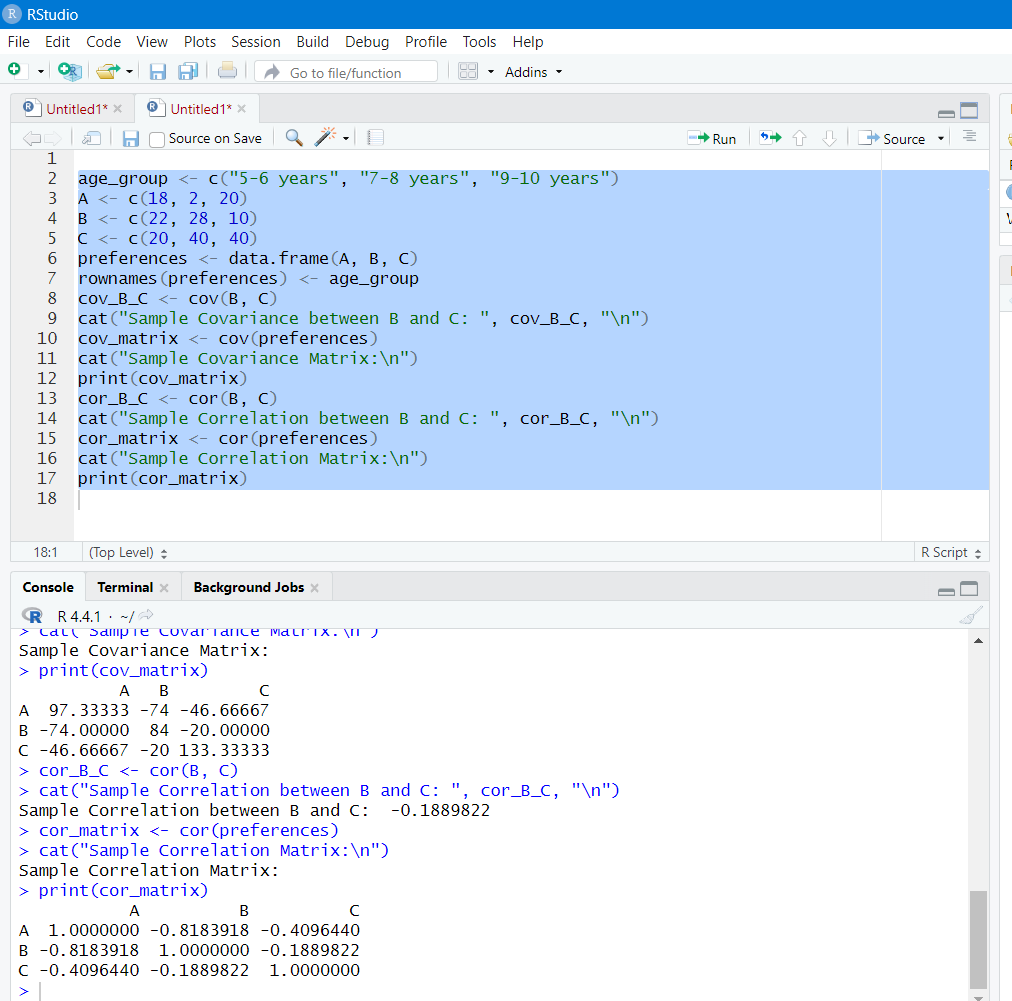 RStudio
File Edit Code View Plots Session Build Debug Profile Tools Help
Go to file/function Addins
Untitled1* Untitled1*
Source on Save Run Source
1
2 age_group <- c("5-6 years", "7-8 years", "9-10 years")
3 A <- c(18, 2, 20)
4 B <- c(22, 28, 10)
5 C <- c(20, 40, 40)
6 preferences <- data.frame(A, B, C)
7 rownames(preferences) <- age_group
8 cov_B_C <- cov(B, C)
9 cat("Sample Covariance between B and C: ", cov_B_C, "\n")
10 cov_matrix <- cov(preferences)
11 cat("Sample Covariance Matrix:\n")
12 print(cov_matrix)
13 cor_B_C <- cor(B, C)
14 cat("Sample Correlation between B and C: ", cor_B_C, "\n")
15 cor_matrix <- cor(preferences)
16 cat("Sample Correlation Matrix:\n")
17 print(cor_matrix)
18
18:1 (Top Level) R Script
Console Terminal Background Jobs
R R 4.4.1 · ~/
> cat("Sample Covariance Matrix:\n")
Sample Covariance Matrix:
> print(cov_matrix)
A B C
A 97.33333 -74 -46.66667
B -74.00000 84 -20.00000
C -46.66667 -20 133.33333
> cor_B_C <- cor(B, C)
> cat("Sample Correlation between B and C: ", cor_B_C, "\n")
Sample Correlation between B and C:  -0.1889822
> cor_matrix <- cor(preferences)
> cat("Sample Correlation Matrix:\n")
Sample Correlation Matrix:
> print(cor_matrix)
A B C
A 1.0000000 -0.8183918 -0.4096440
B -0.8183918 1.0000000 -0.1889822
C -0.4096440 -0.1889822 1.0000000
>